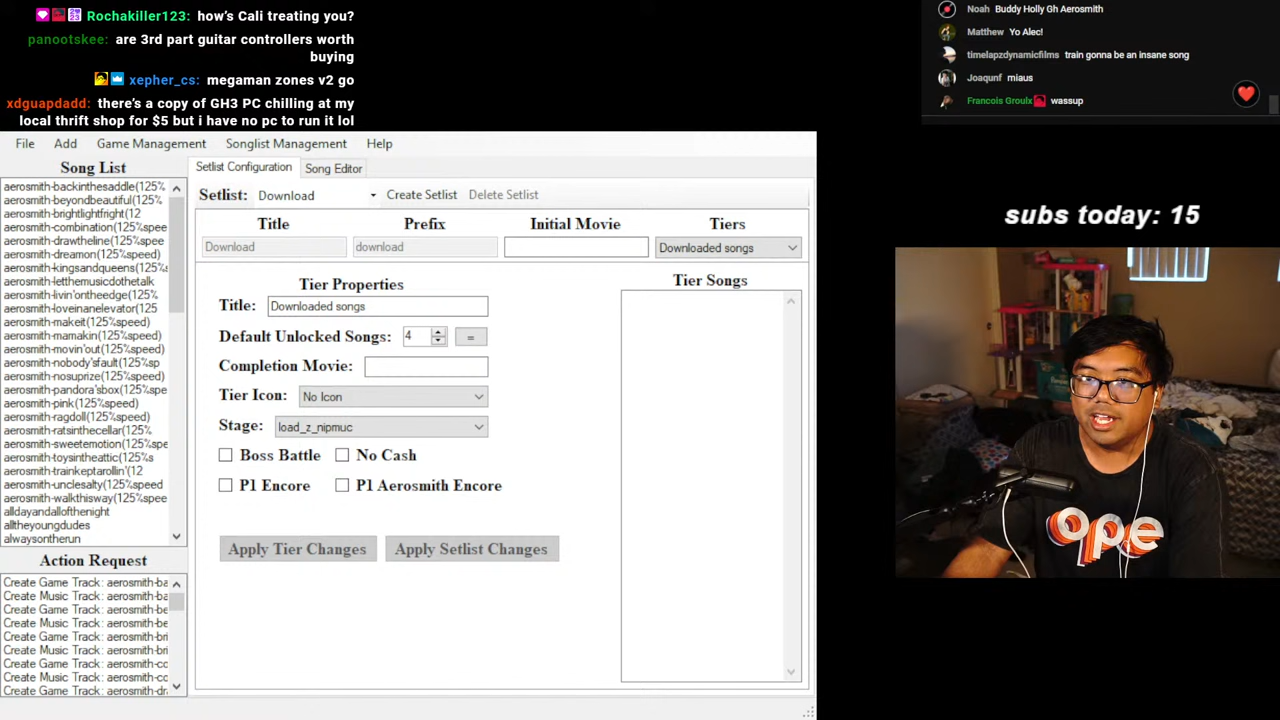 Rochakiller123: how's Cali treating you?
panootskee: are 3rd part guitar controllers worth
buying
xepher_cs: megaman zones v2 go
xdguapdadd: there's a copy of GH3 PC chilling at my
local thrift shop for $5 but i have no pc to run it lol
Noah Buddy Holly Gh Aerosmith
Matthew Yo Alec!
timelapzdynamicfilms train gonna be an insane song
Joaqunf miaus
Francois Groulx wassup
File Add Game Management Songlist Management Help
Song List
aerosmith-backinthesaddle(125%
aerosmith-beyondbeautiful(125%
aerosmith-brightlightfright(12
aerosmith-combination(125%spee
aerosmith-drawtheline(125%spee
aerosmith-dreamon(125%speed)
aerosmith-kingsandqueens(125%s
aerosmith-letthemusicdothetalk
aerosmith-livin'ontheedge(125%
aerosmith-loveinanelevator(125
aerosmith-makeit(125%speed)
aerosmith-mamakin(125%speed)
aerosmith-movin'out(125%speed)
aerosmith-nobody'sfault(125%sp
aerosmith-nosuprize(125%speed)
aerosmith-pandora'sbox(125%spe
aerosmith-pink(125%speed)
aerosmith-ragdoll(125%speed)
aerosmith-ratsinthecellar(125%
aerosmith-sweetemotion(125%spe
aerosmith-toysintheattic(125%s
aerosmith-trainkeptarollin'(12
aerosmith-unclesalty(125%speed
aerosmith-walkthisway(125%spee
alldayandallofthenight
alltheyoungdudes
alwaysontherun
Action Request
Create Game Track: aerosmith-ba
Create Music Track: aerosmith-ba
Create Game Track: aerosmith-be
Create Music Track: aerosmith-be
Create Game Track: aerosmith-bri
Create Music Track: aerosmith-bri
Create Game Track: aerosmith-co
Create Music Track: aerosmith-co
Create Game Track: aerosmith-dr
Setlist Configuration Song Editor
Setlist: Download Create Setlist Delete Setlist
Title Prefix Initial Movie Tiers
Download download Downloaded songs
Tier Properties
Title: Downloaded songs
Default Unlocked Songs: 4 =
Completion Movie:
Tier Icon: No Icon
Stage: load_z_nipmuc
Boss Battle No Cash
P1 Encore P1 Aerosmith Encore
Apply Tier Changes Apply Setlist Changes
Tier Songs
subs today: 15
ope